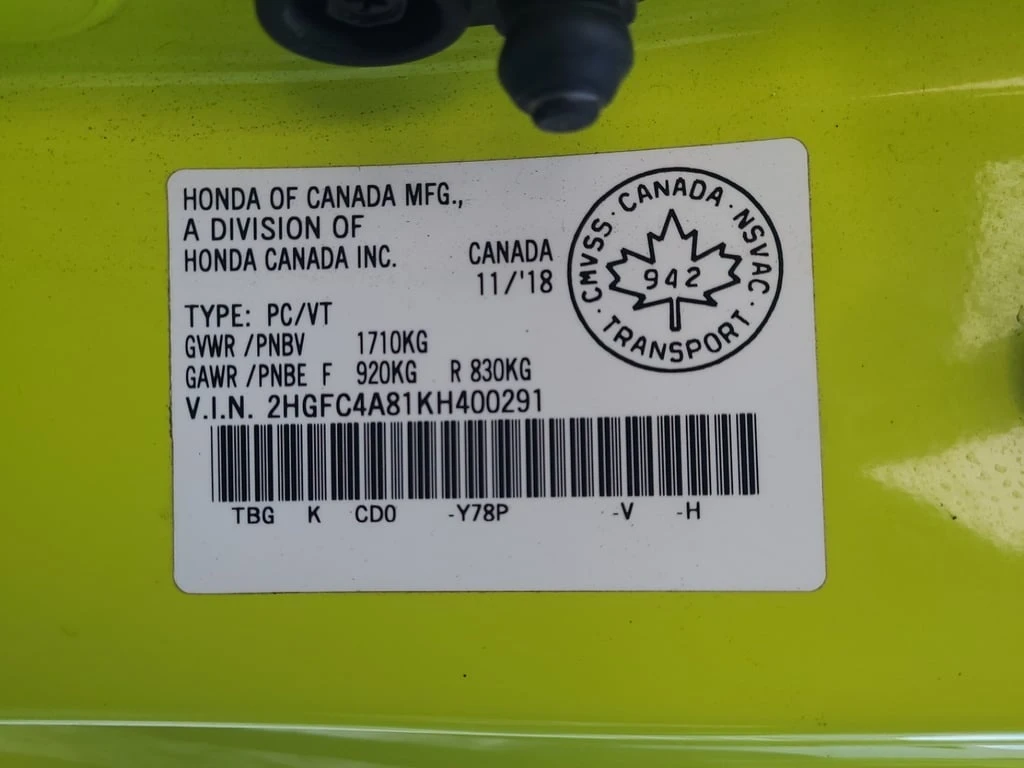 HONDA OF CANADA MFG.,
A DIVISION OF
HONDA CANADA INC.
CANADA
11/'18
TYPE: PC/VT
GVWR /PNBV 1710KG
GAWR /PNBE F 920KG R 830KG
V.I.N. 2HGFC4A81KH400291
TBG K CD0 -Y78P -V -H
CMVSS · CANADA · NSVAC · TRANSPORT ·
942